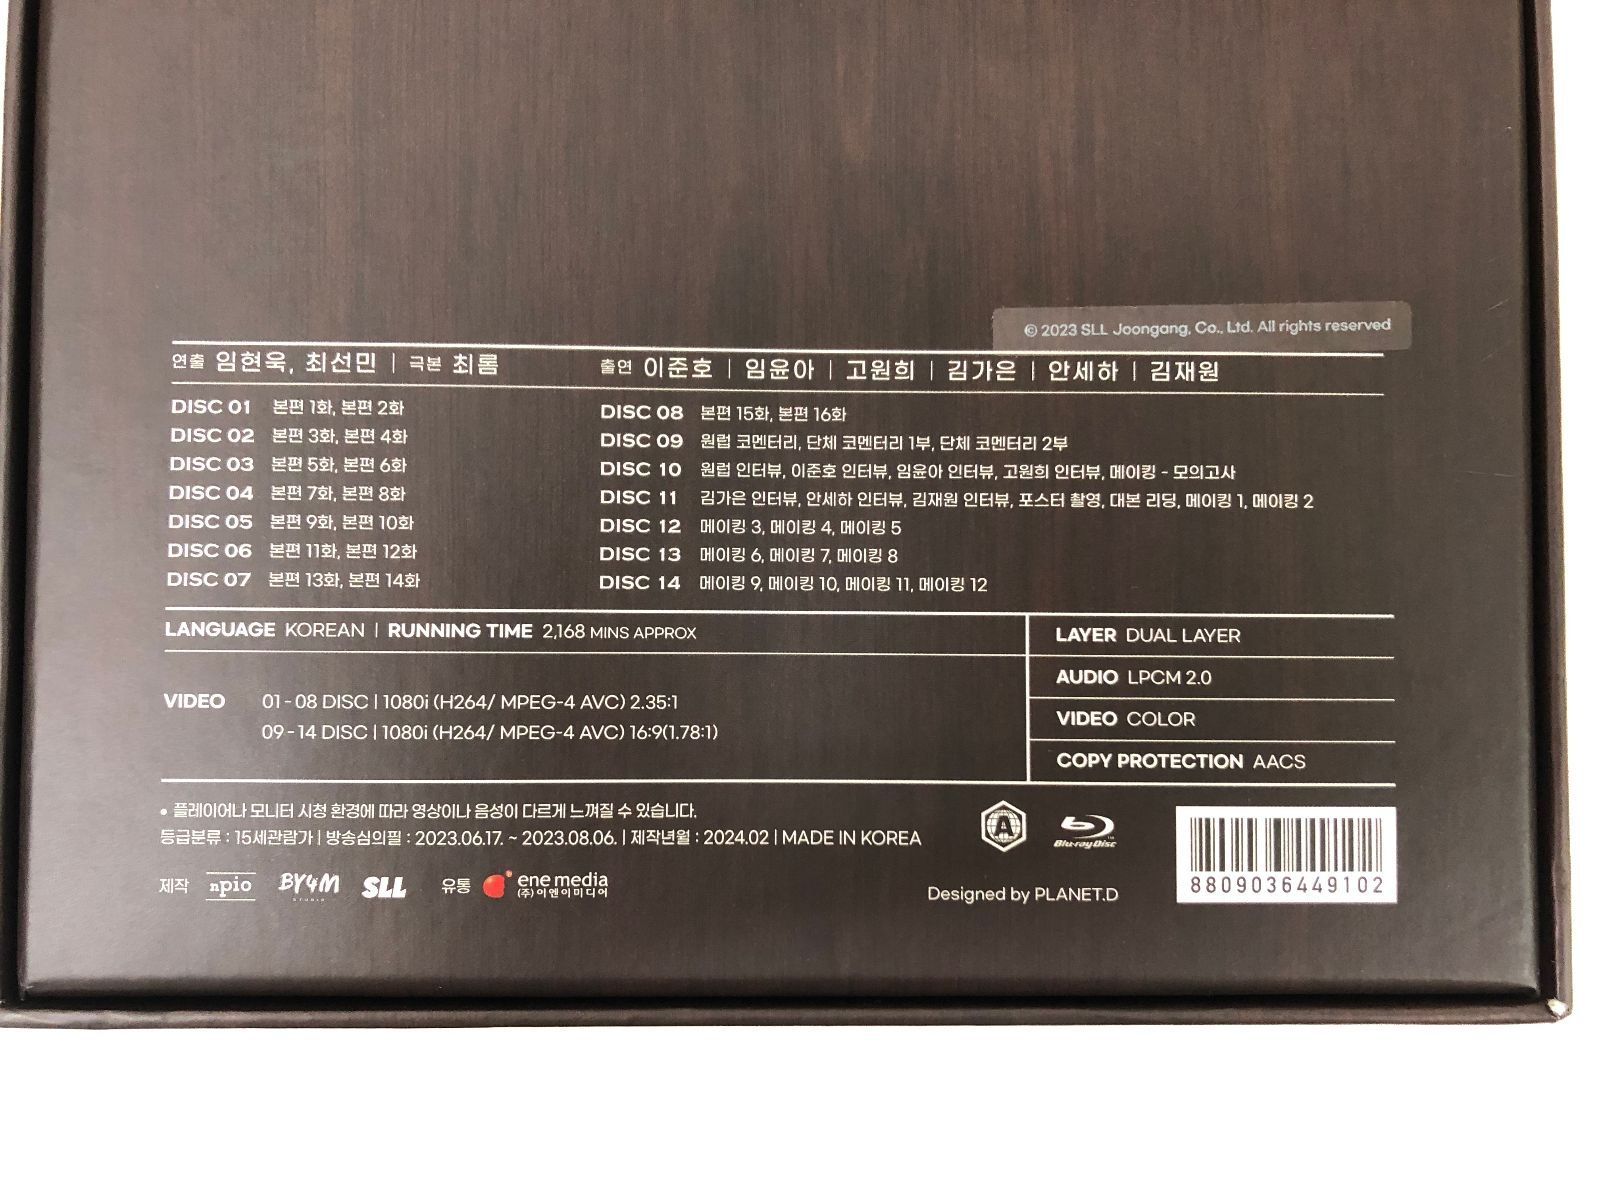 © 2023 SLL Joongang, Co., Ltd. All rights reserved
연출 임현욱, 최선민 | 극본 최롬
출연 이준호 | 임윤아 | 고원희 | 김가은 | 안세하 | 김재원
DISC 01 본편 1화, 본편 2화
DISC 02 본편 3화, 본편 4화
DISC 03 본편 5화, 본편 6화
DISC 04 본편 7화, 본편 8화
DISC 05 본편 9화, 본편 10화
DISC 06 본편 11화, 본편 12화
DISC 07 본편 13화, 본편 14화
DISC 08 본편 15화, 본편 16화
DISC 09 원럽 코멘터리, 단체 코멘터리 1부, 단체 코멘터리 2부
DISC 10 원럽 인터뷰, 이준호 인터뷰, 임윤아 인터뷰, 고원희 인터뷰, 메이킹 - 모의고사
DISC 11 김가은 인터뷰, 안세하 인터뷰, 김재원 인터뷰, 포스터 촬영, 대본 리딩, 메이킹 1, 메이킹 2
DISC 12 메이킹 3, 메이킹 4, 메이킹 5
DISC 13 메이킹 6, 메이킹 7, 메이킹 8
DISC 14 메이킹 9, 메이킹 10, 메이킹 11, 메이킹 12
LANGUAGE KOREAN | RUNNING TIME 2,168 MINS APPROX
VIDEO 01 - 08 DISC | 1080i (H264/ MPEG-4 AVC) 2.35:1
09 - 14 DISC | 1080i (H264/ MPEG-4 AVC) 16:9(1.78:1)
LAYER DUAL LAYER
AUDIO LPCM 2.0
VIDEO COLOR
COPY PROTECTION AACS
• 플레이어나 모니터 시청 환경에 따라 영상이나 음성이 다르게 느껴질 수 있습니다.
등급분류 : 15세관람가 | 방송심의필 : 2023.06.17. ~ 2023.08.06. | 제작년월 : 2024.02 | MADE IN KOREA
제작 npio BY4M STUDIO SLL 유통 ene media (주)이엔이미디어
A
Blu-ray Disc
Designed by PLANET.D
8809036449102